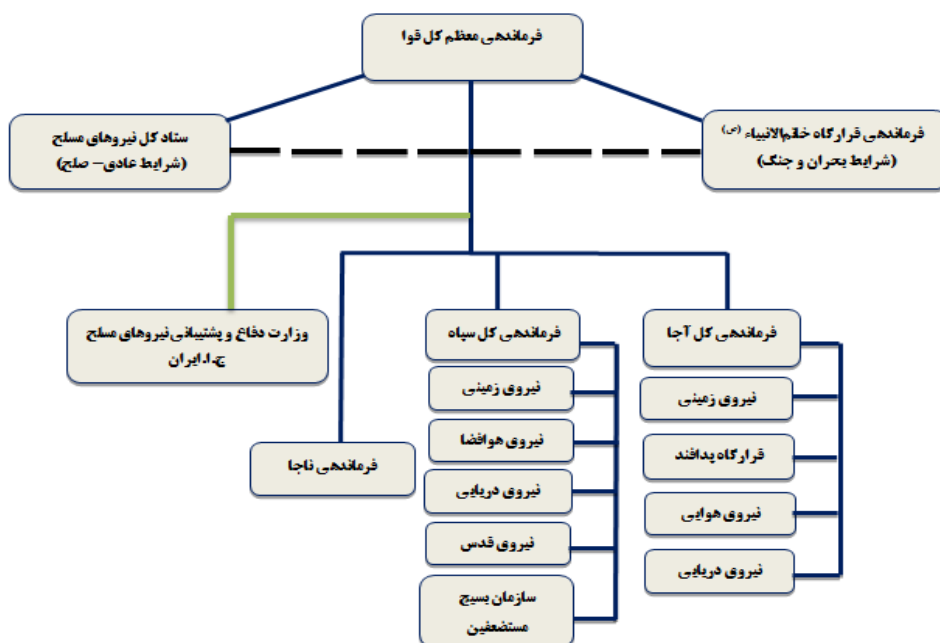 فرماندهی معظم کل قوا
فرماندهی قرارگاه خاتم‌الانبیاء (ص)
(شرایط بحران و جنگ)
ستاد کل نیروهای مسلح
(شرایط عادی- صلح)
فرماندهی کل آجا
نیروی زمینی
قرارگاه پدافند
نیروی هوایی
نیروی دریایی
فرماندهی کل سپاه
نیروی زمینی
نیروی هوافضا
نیروی دریایی
نیروی قدس
سازمان بسیج
مستضعفین
فرماندهی ناجا
وزارت دفاع و پشتیبانی نیروهای مسلح
ج.ا.ایران